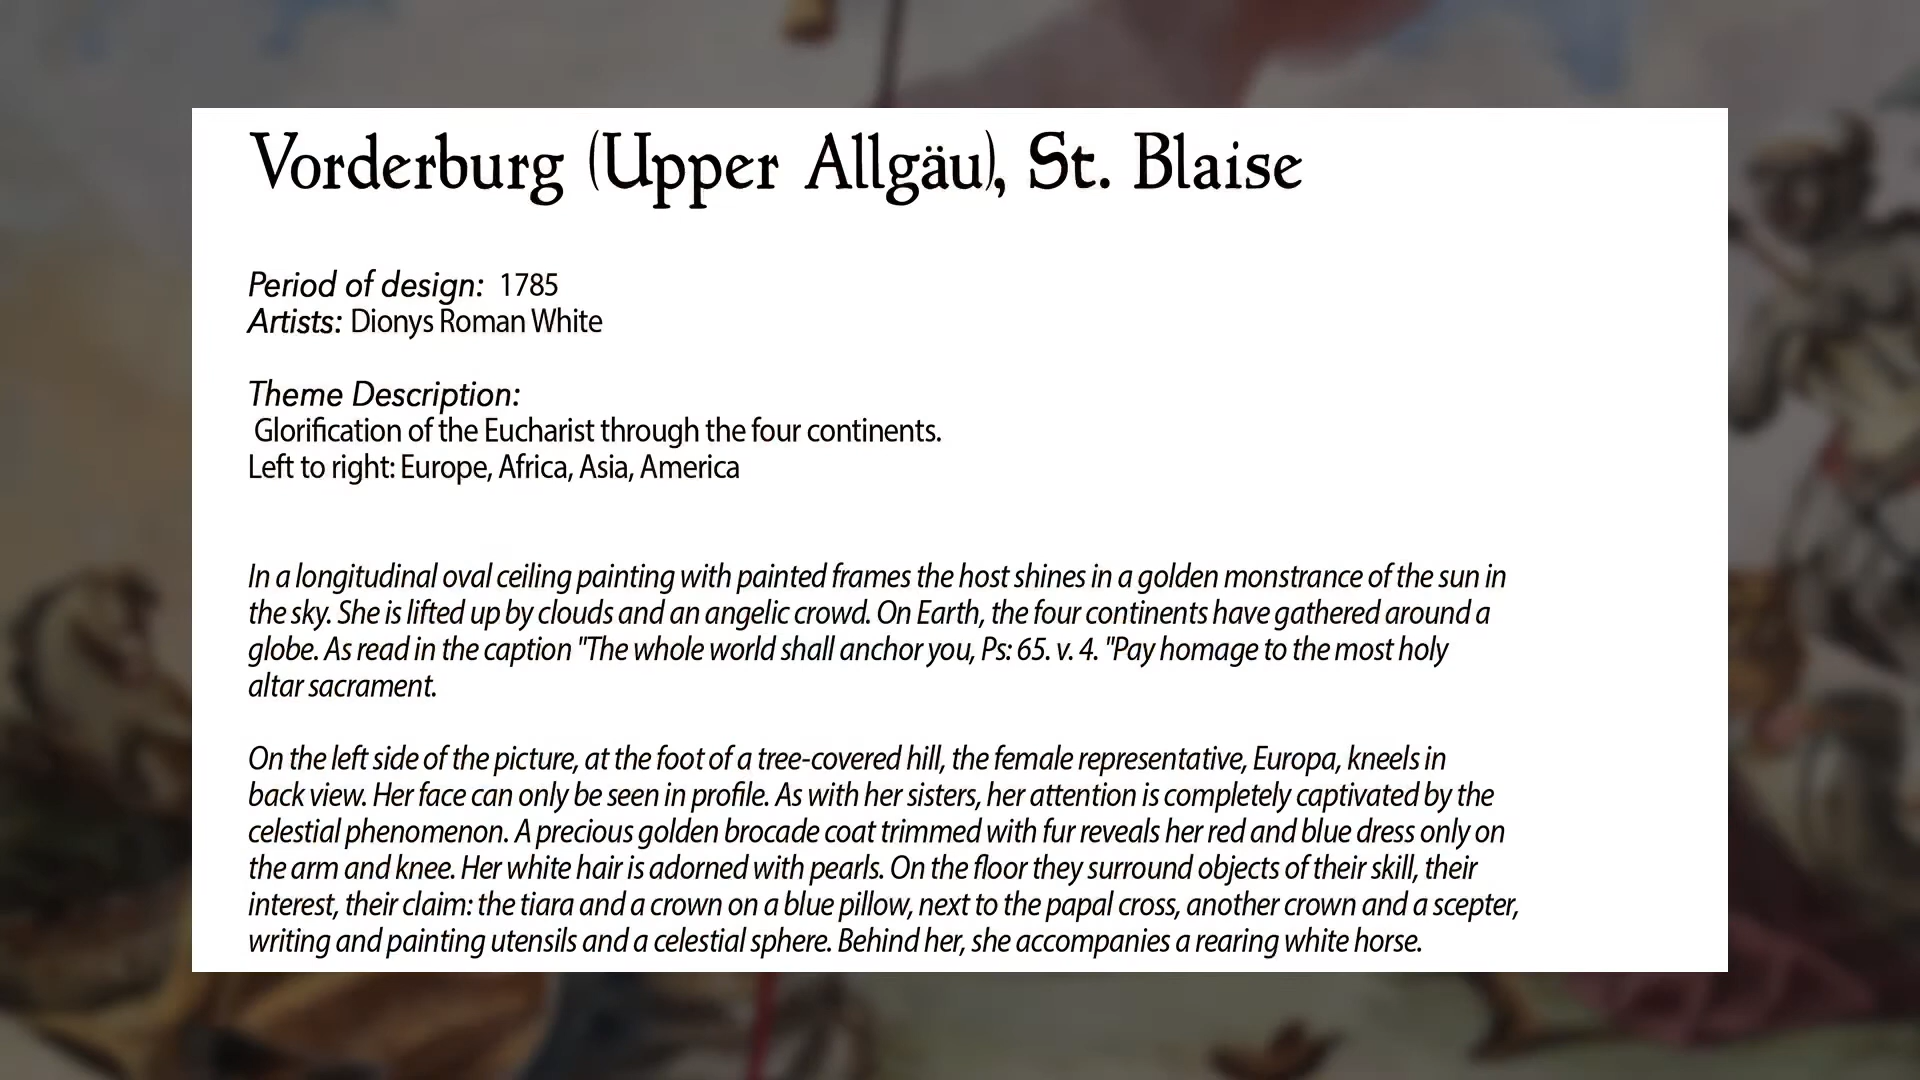 Vorderburg (Upper Allgäu), St. Blaise
Period of design: 1785
Artists: Dionys Roman White
Theme Description:
Glorification of the Eucharist through the four continents.
Left to right: Europe, Africa, Asia, America
In a longitudinal oval ceiling painting with painted frames the host shines in a golden monstrance of the sun in
the sky. She is lifted up by clouds and an angelic crowd. On Earth, the four continents have gathered around a
globe. As read in the caption "The whole world shall anchor you, Ps: 65. v. 4. "Pay homage to the most holy
altar sacrament.
On the left side of the picture, at the foot of a tree-covered hill, the female representative, Europa, kneels in
back view. Her face can only be seen in profile. As with her sisters, her attention is completely captivated by the
celestial phenomenon. A precious golden brocade coat trimmed with fur reveals her red and blue dress only on
the arm and knee. Her white hair is adorned with pearls. On the floor they surround objects of their skill, their
interest, their claim: the tiara and a crown on a blue pillow, next to the papal cross, another crown and a scepter,
writing and painting utensils and a celestial sphere. Behind her, she accompanies a rearing white horse.